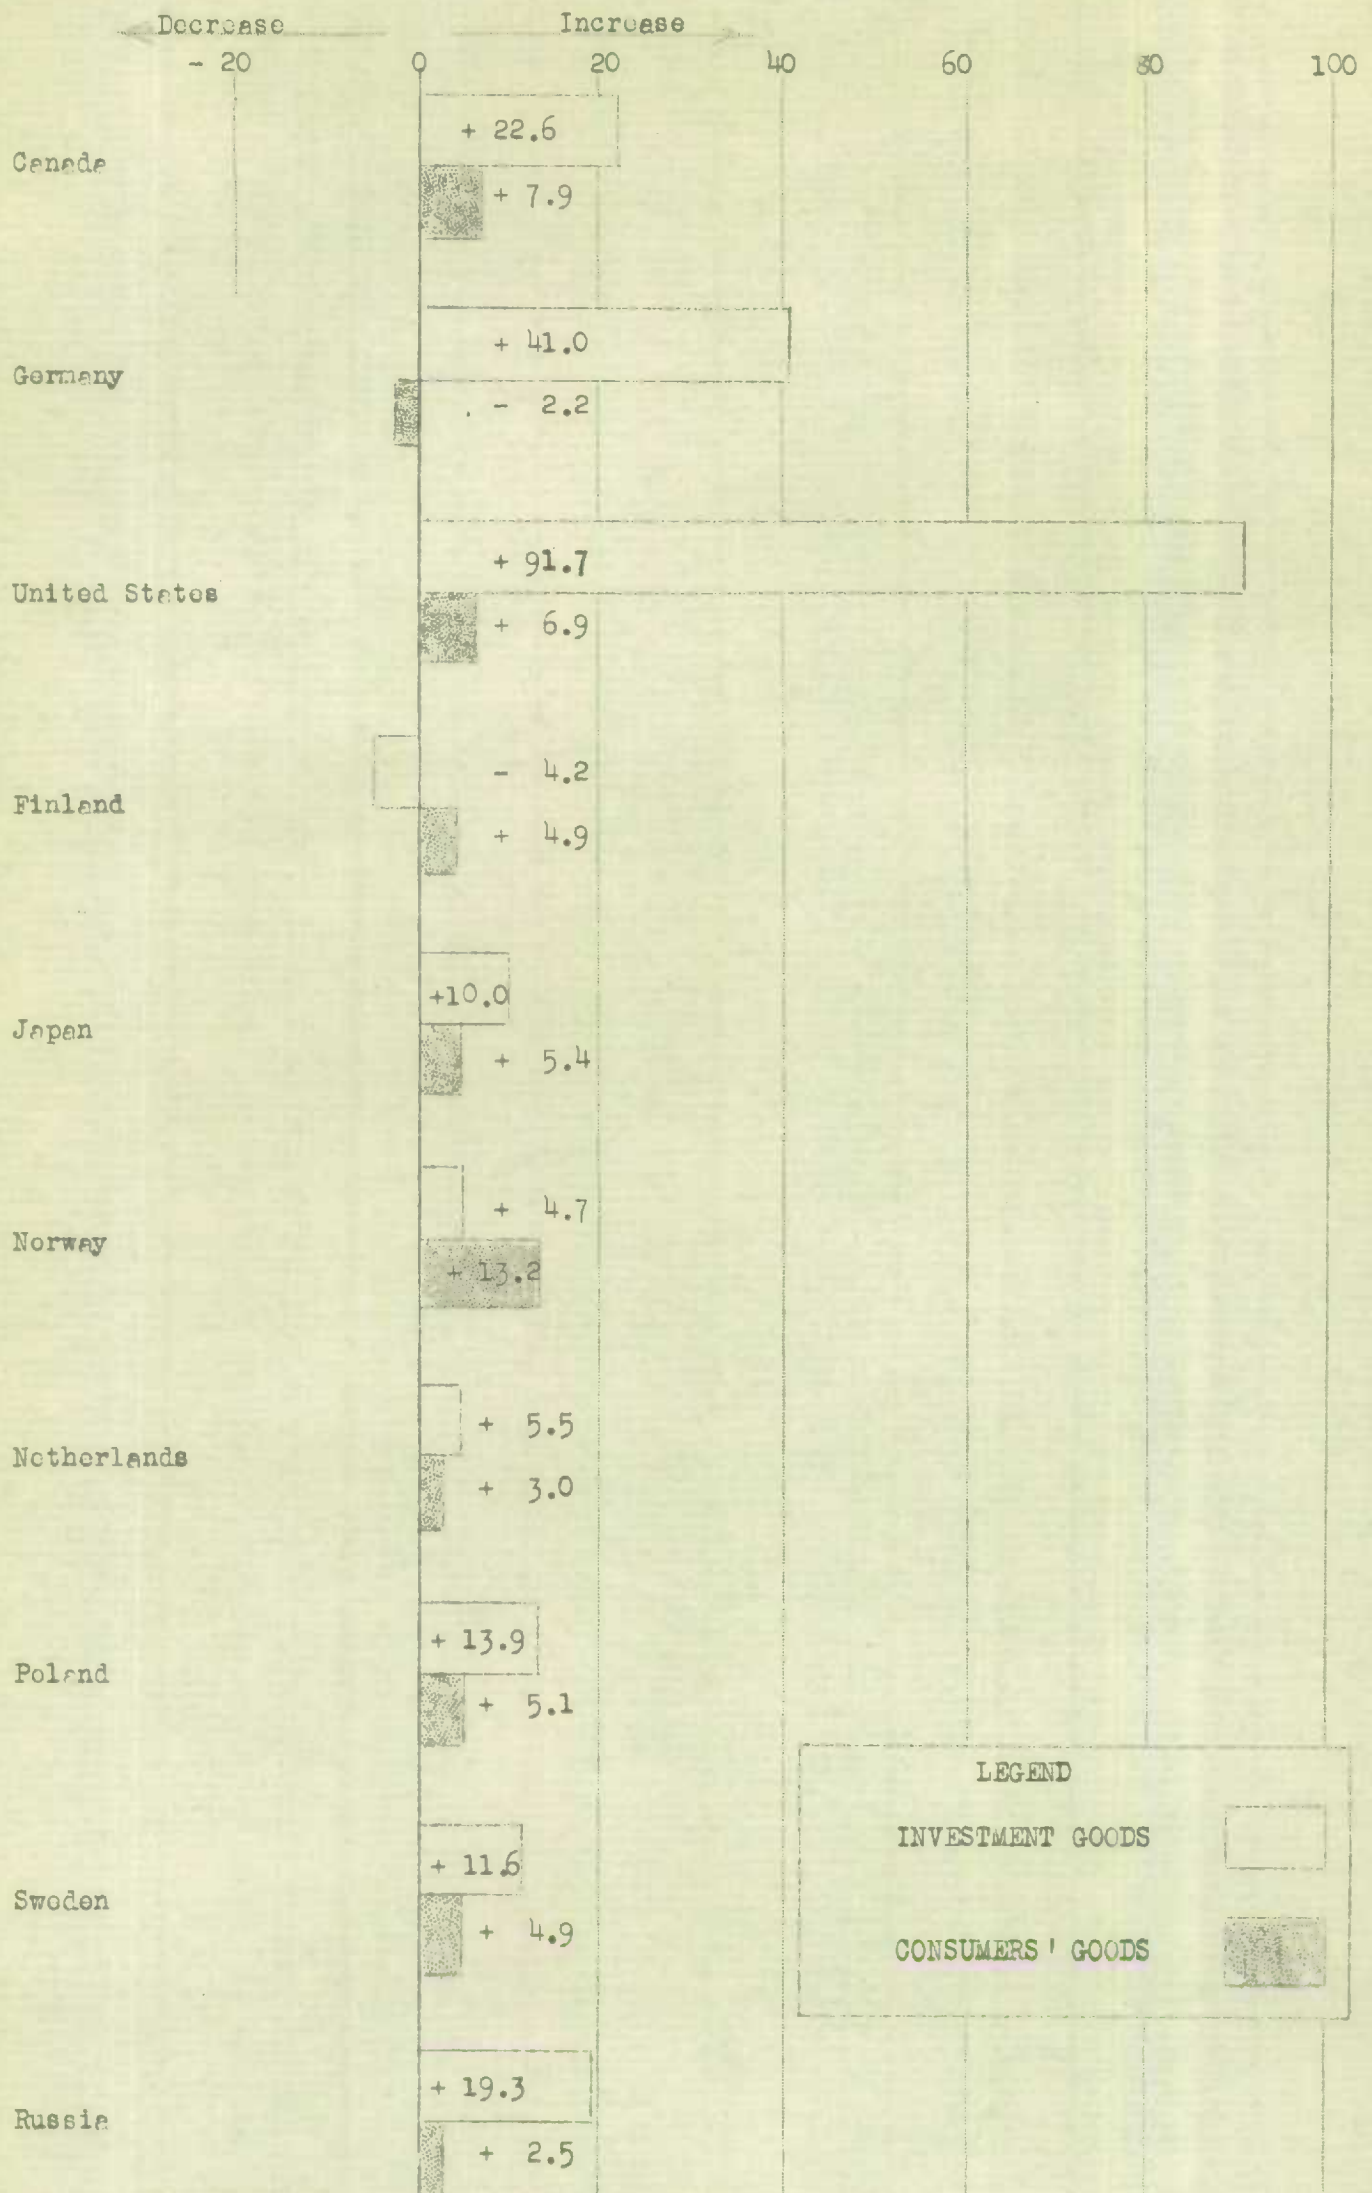 Decrease Increase
- 20 0 20 40 60 80 100
+ 22.6
Canada
+ 7.9
+ 41.0
Germany
- 2.2
+ 91.7
United States
+ 6.9
- 4.2
Finland
+ 4.9
+10.0
Japan
+ 5.4
+ 4.7
Norway
+ 13.2
+ 5.5
Netherlands
+ 3.0
+ 13.9
Poland
+ 5.1
LEGEND
INVESTMENT GOODS
+ 11.6
Sweden
+ 4.9
CONSUMERS' GOODS
+ 19.3
Russia
+ 2.5